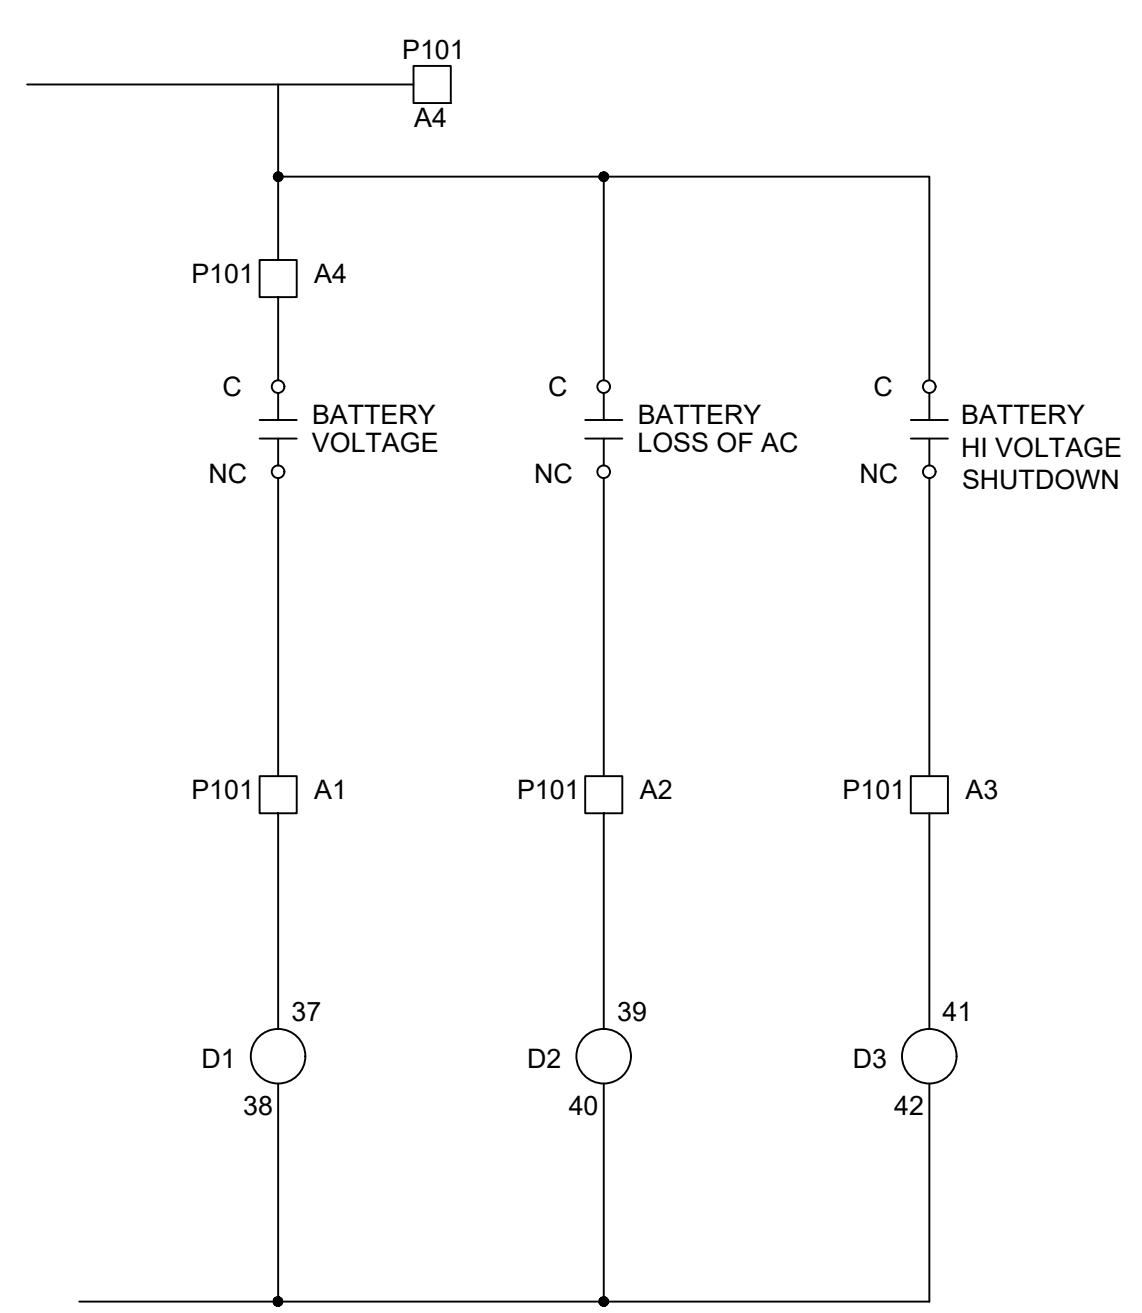 P101
A4
P101 A4
C C C
BATTERY BATTERY BATTERY
VOLTAGE LOSS OF AC HI VOLTAGE
NC NC NC SHUTDOWN
P101 A1 P101 A2 P101 A3
37 39 41
D1 D2 D3
38 40 42